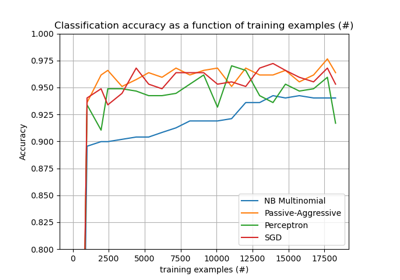 Classification accuracy as a function of training examples (#)
1.000
0.975
0.950
0.925
0.900
0.875
0.850
0.825
0.800
Accuracy
NB Multinomial
Passive-Aggressive
Perceptron
SGD
0 2500 5000 7500 10000 12500 15000 17500
training examples (#)